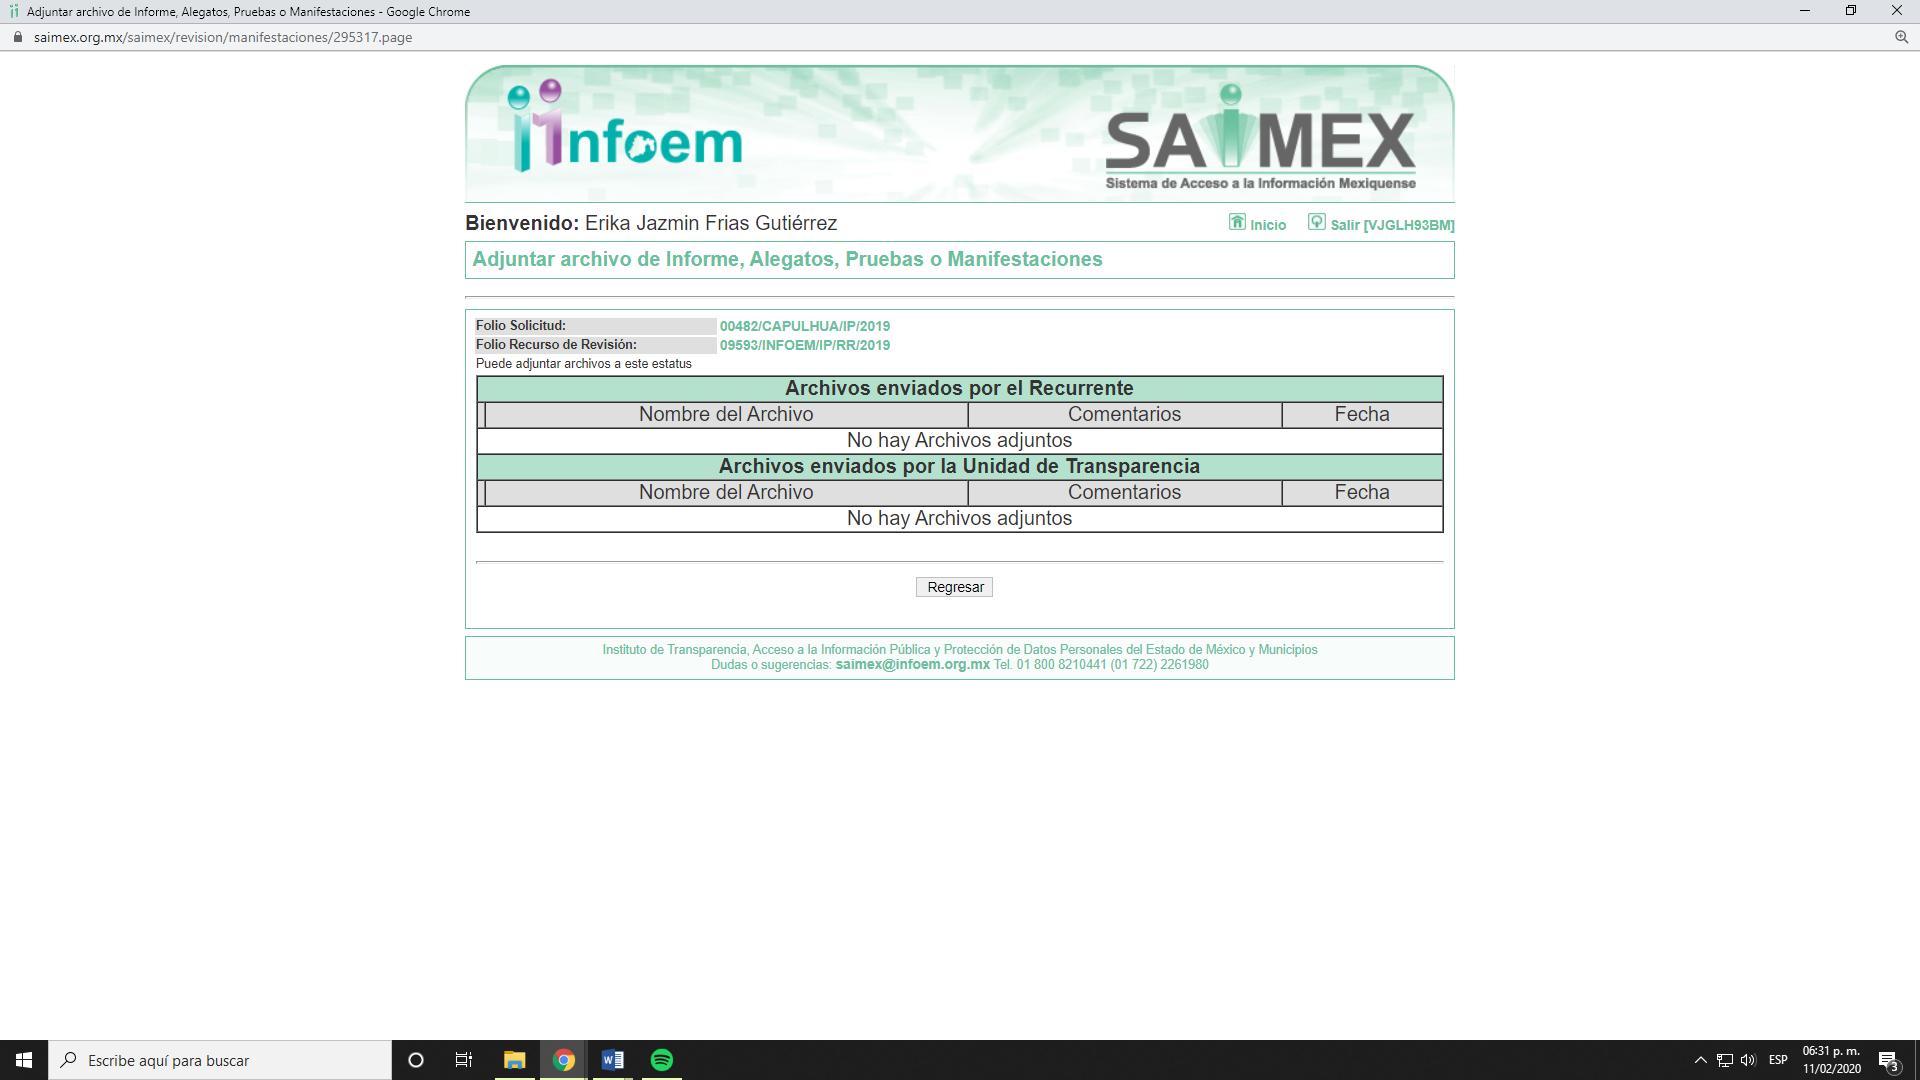 Adjuntar archivo de Informe, Alegatos, Pruebas o Manifestaciones - Google Chrome
saimex.org.mx/saimex/revision/manifestaciones/295317.page
infoem
SAIMEX
Sistema de Acceso a la Información Mexiquense
Bienvenido: Erika Jazmin Frias Gutiérrez
Inicio Salir [VJGLH93BM]
Adjuntar archivo de Informe, Alegatos, Pruebas o Manifestaciones
Folio Solicitud: 00482/CAPULHUA/IP/2019
Folio Recurso de Revisión: 09593/INFOEM/IP/RR/2019
Puede adjuntar archivos a este estatus
Archivos enviados por el Recurrente
Nombre del Archivo Comentarios Fecha
No hay Archivos adjuntos
Archivos enviados por la Unidad de Transparencia
Nombre del Archivo Comentarios Fecha
No hay Archivos adjuntos
Regresar
Instituto de Transparencia, Acceso a la Información Pública y Protección de Datos Personales del Estado de México y Municipios
Dudas o sugerencias: saimex@infoem.org.mx Tel. 01 800 8210441 (01 722) 2261980
Escribe aquí para buscar
ESP
06:31 p. m.
11/02/2020
3